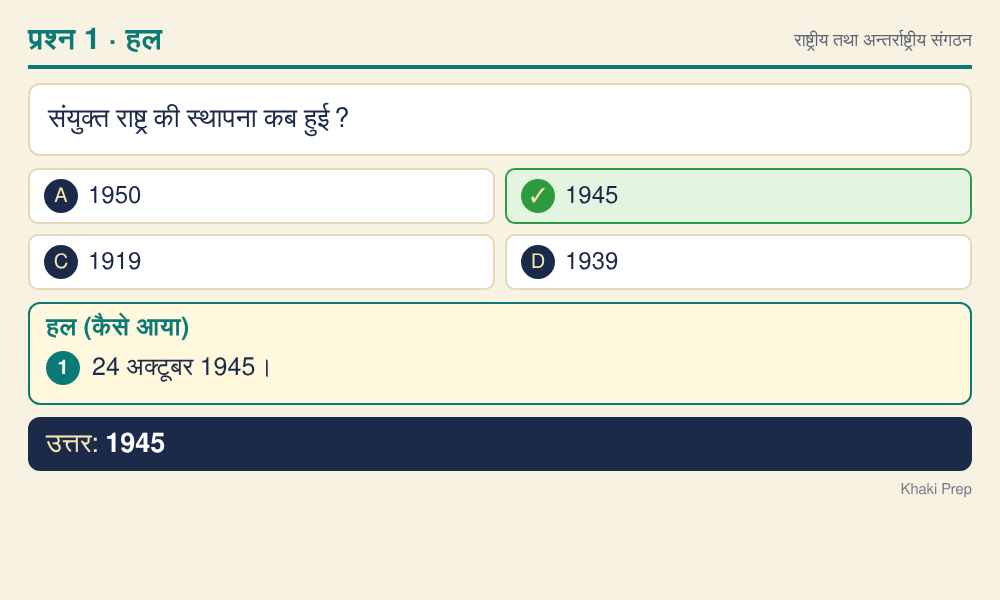 प्रश्न 1 · हल
राष्ट्रीय तथा अन्तर्राष्ट्रीय संगठन
संयुक्त राष्ट्र की स्थापना कब हुई ?
A 1950
✓ 1945
C 1919
D 1939
हल (कैसे आया)
1 24 अक्टूबर 1945।
उत्तर: 1945
Khaki Prep